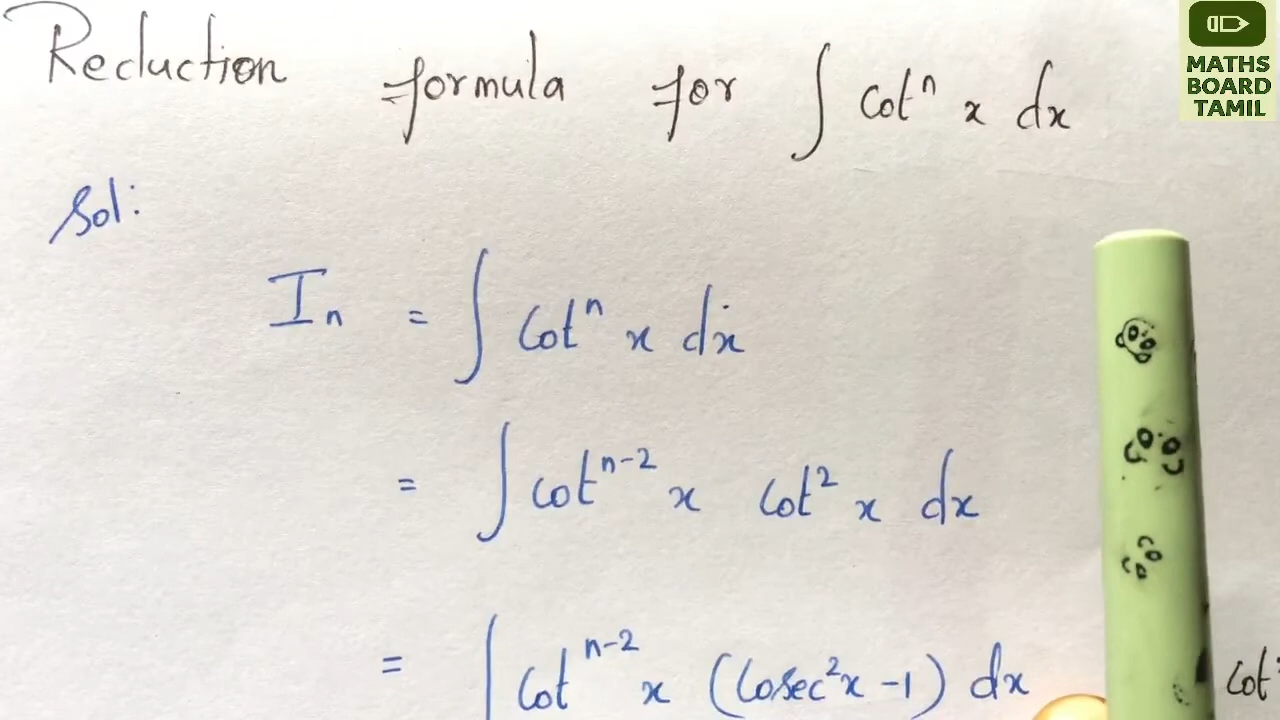 Reduction formula for ∫ cotⁿ x dx
MATHS
BOARD
TAMIL
Sol:
Iₙ = ∫ cotⁿ x dx
= ∫ cotⁿ⁻² x cot² x dx
= ∫ cotⁿ⁻² x (cosec²x -1) dx